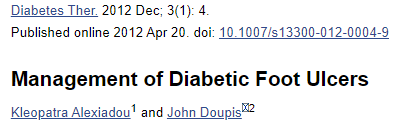 Diabetes Ther. 2012 Dec; 3(1): 4.
Published online 2012 Apr 20. doi: 10.1007/s13300-012-0004-9
Management of Diabetic Foot Ulcers
Kleopatra Alexiadou1 and John Doupis2